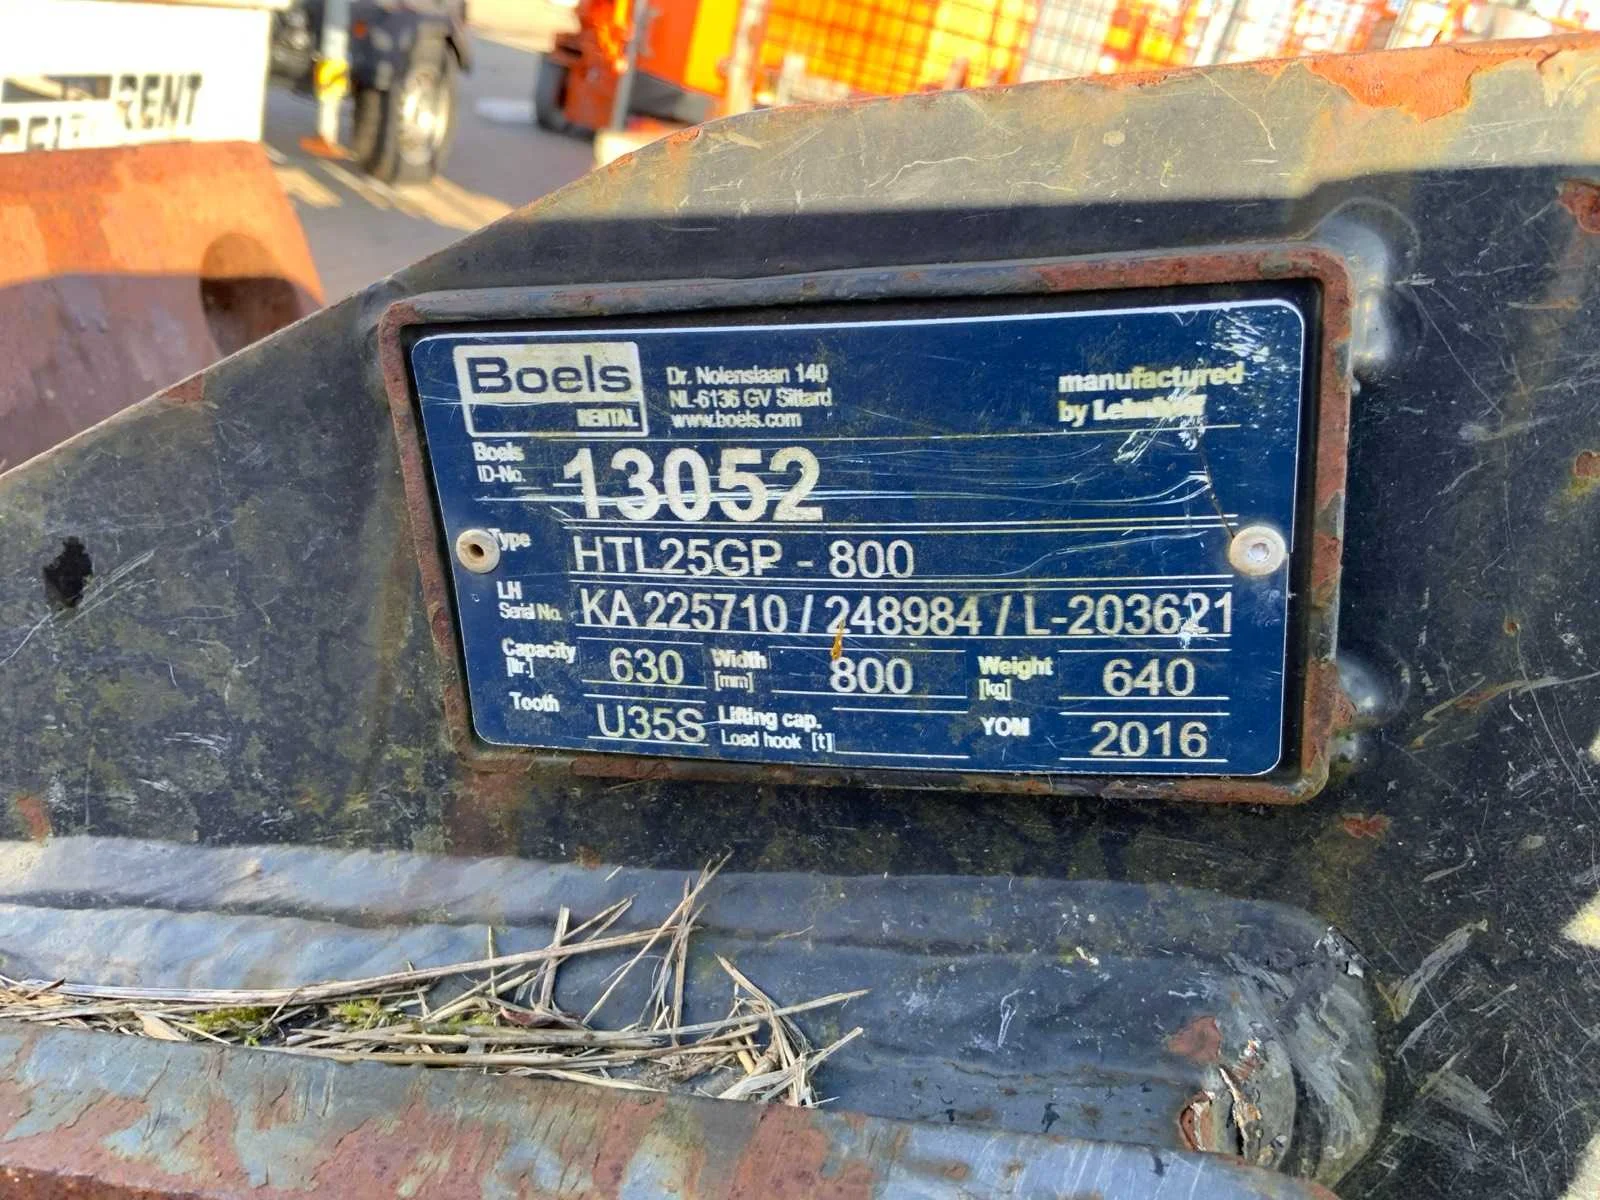 RENT
Boels
RENTAL
Dr. Nolenslaan 140
NL-6136 GV Sittard
www.boels.com
manufactured
by Lehnhoff
Boels
ID-No. 13052
Type HTL25GP - 800
LH
Serial No. KA 225710 / 248984 / L-203621
Capacity [ltr.] 630 Width [mm] 800 Weight [kg] 640
Tooth U35S Lifting cap. Load hook [t] YOM 2016